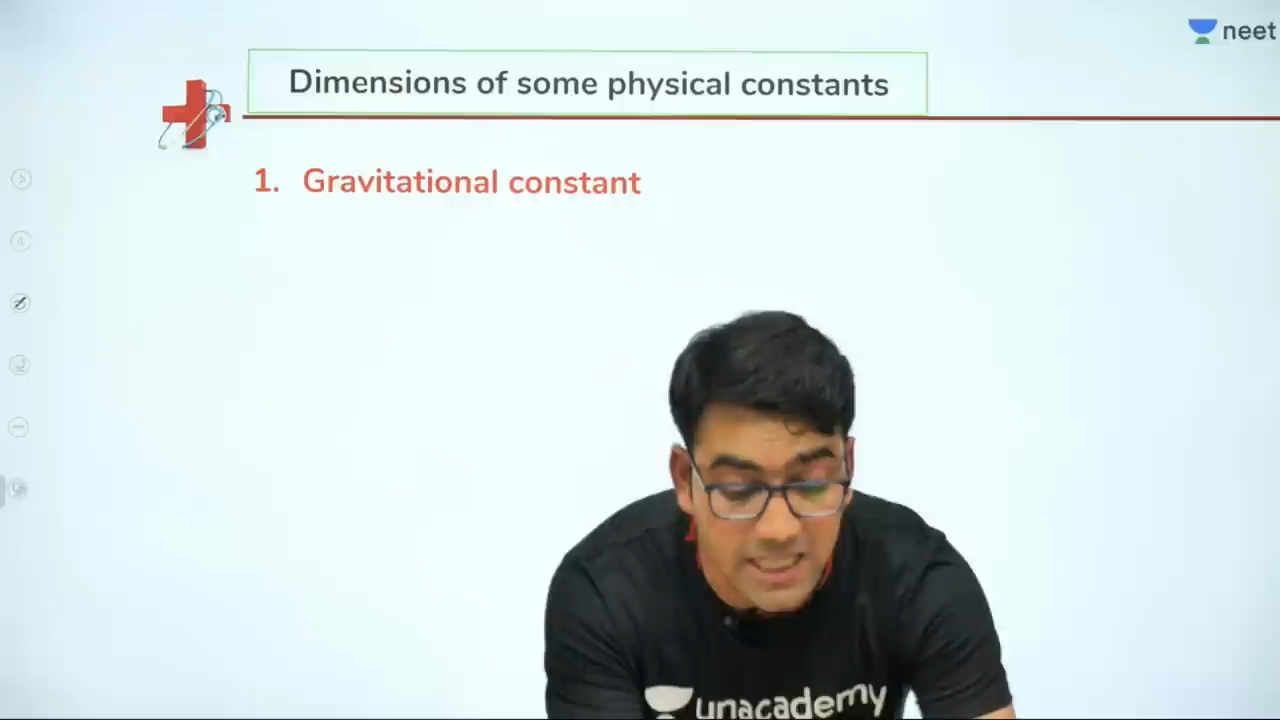 neet
Dimensions of some physical constants
1. Gravitational constant
unacademy